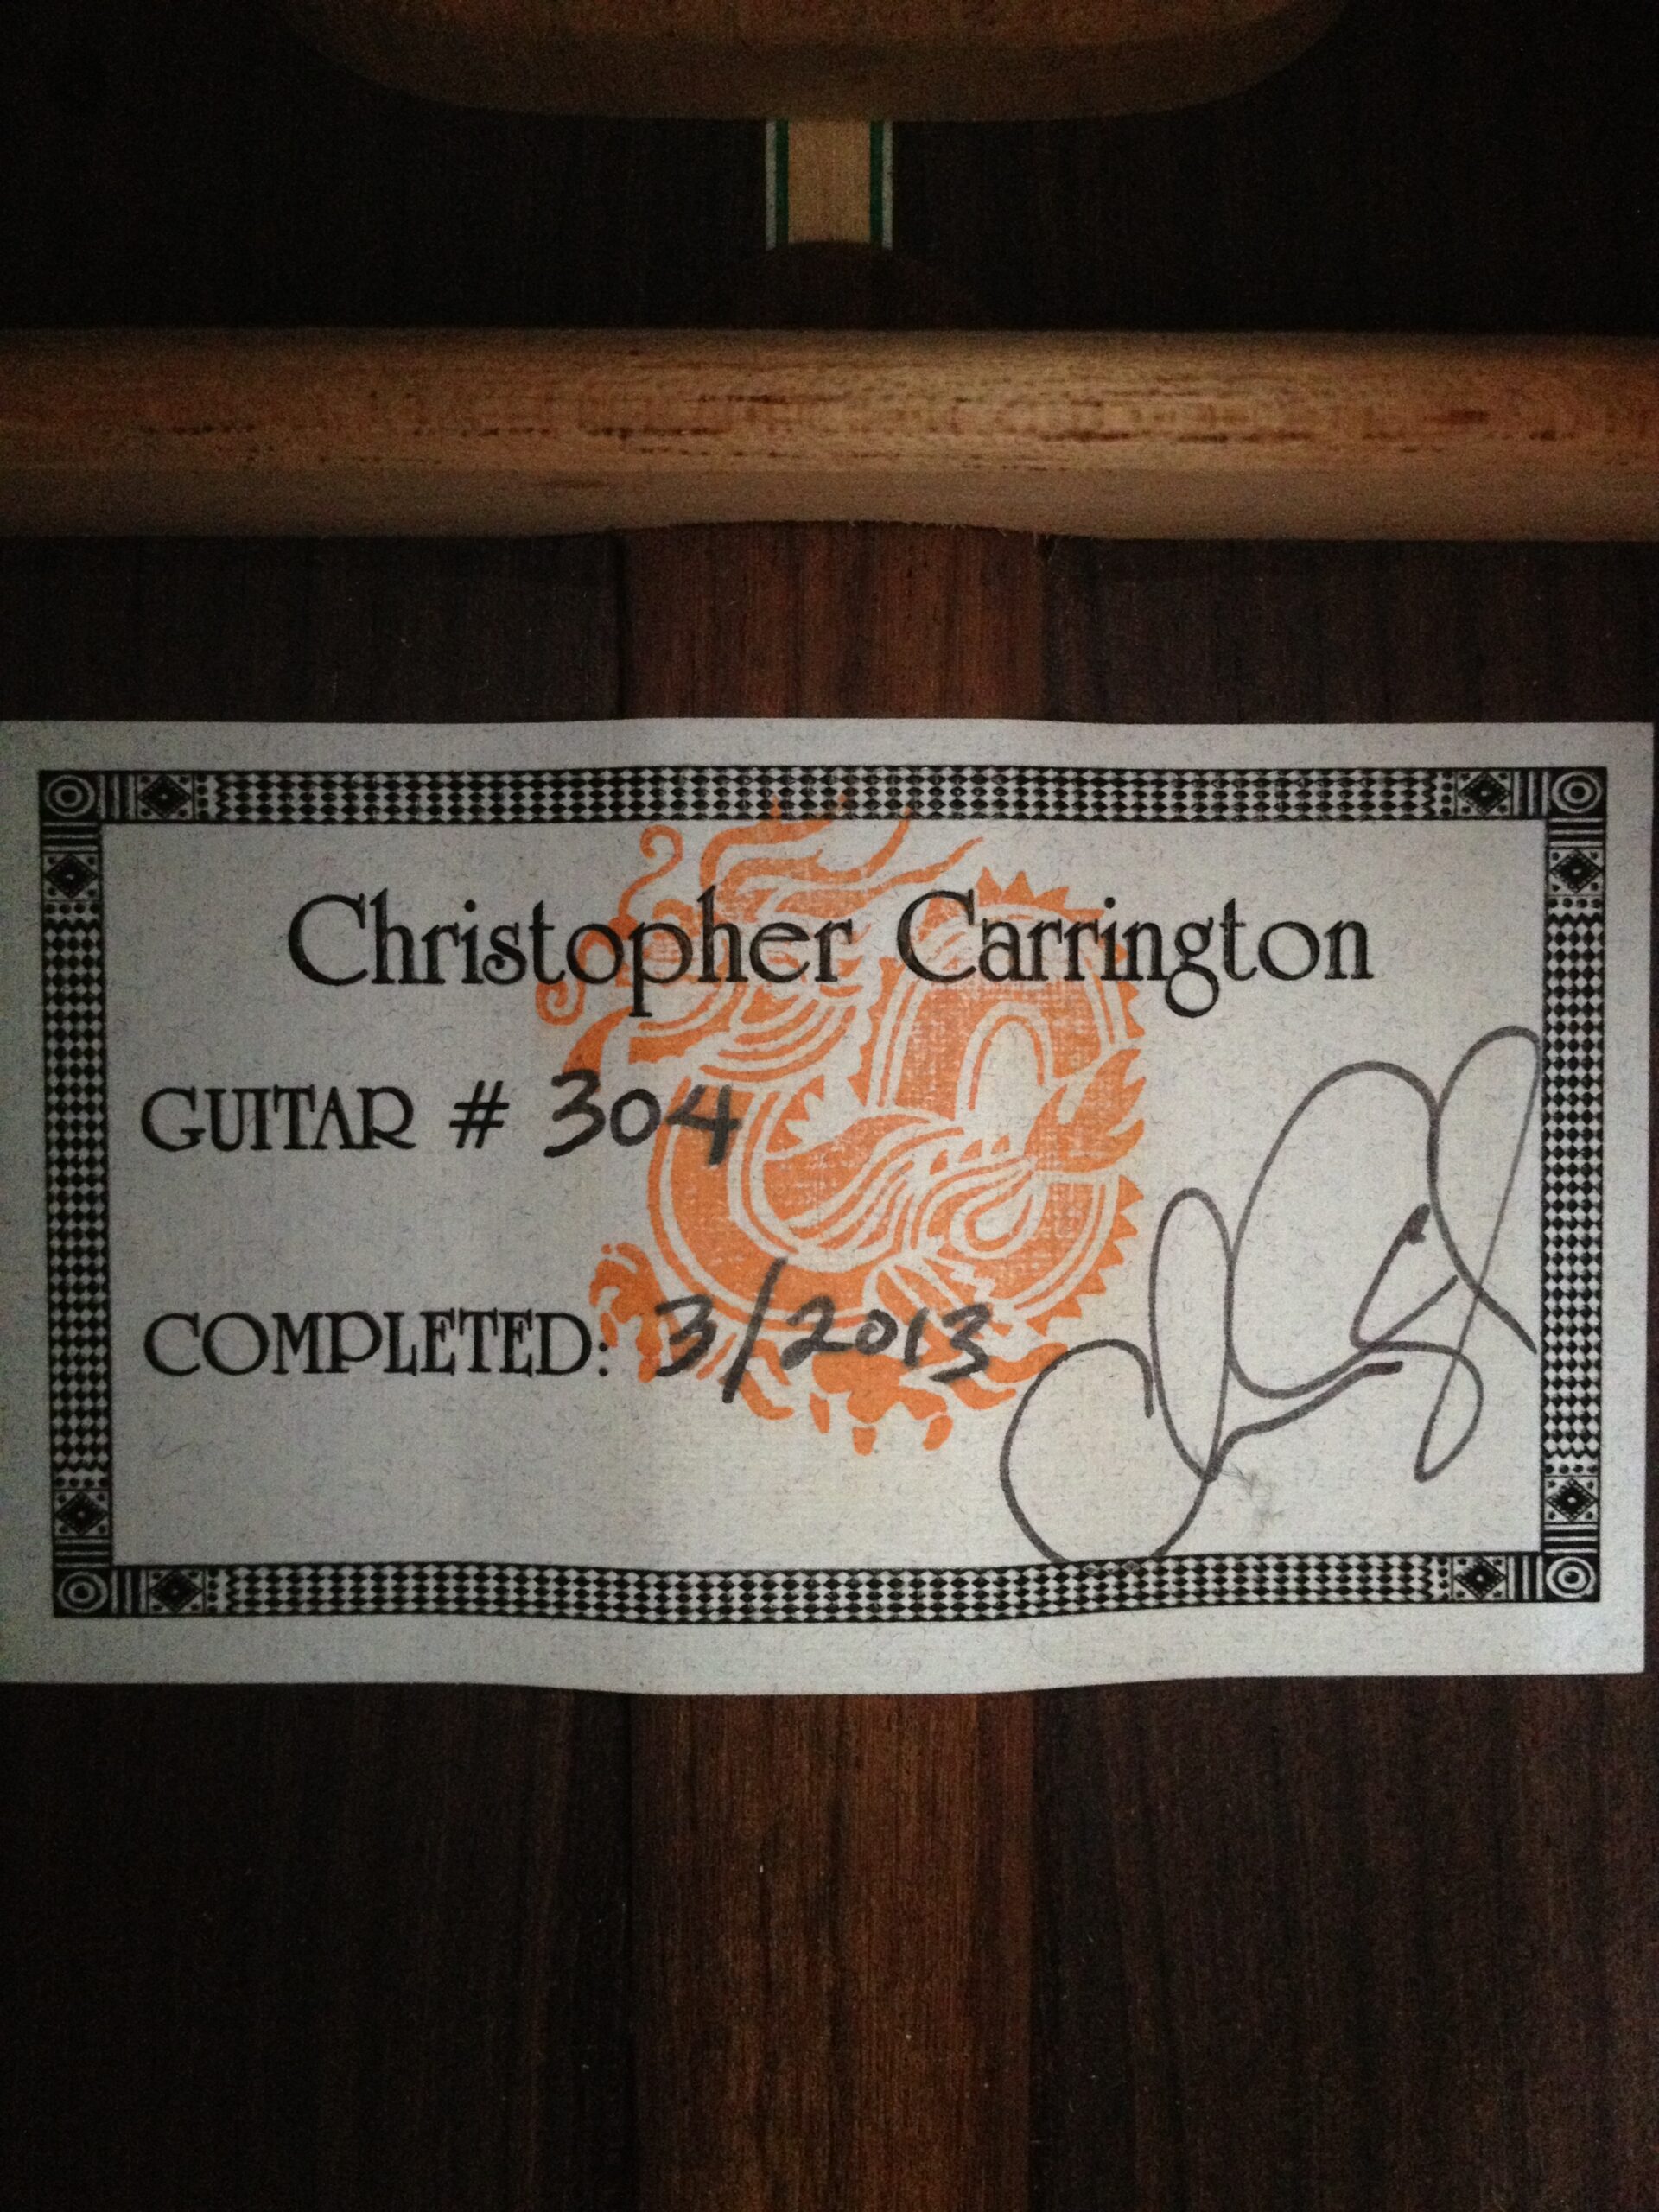 Christopher Carrington
GUITAR # 304
COMPLETED: 3/2013